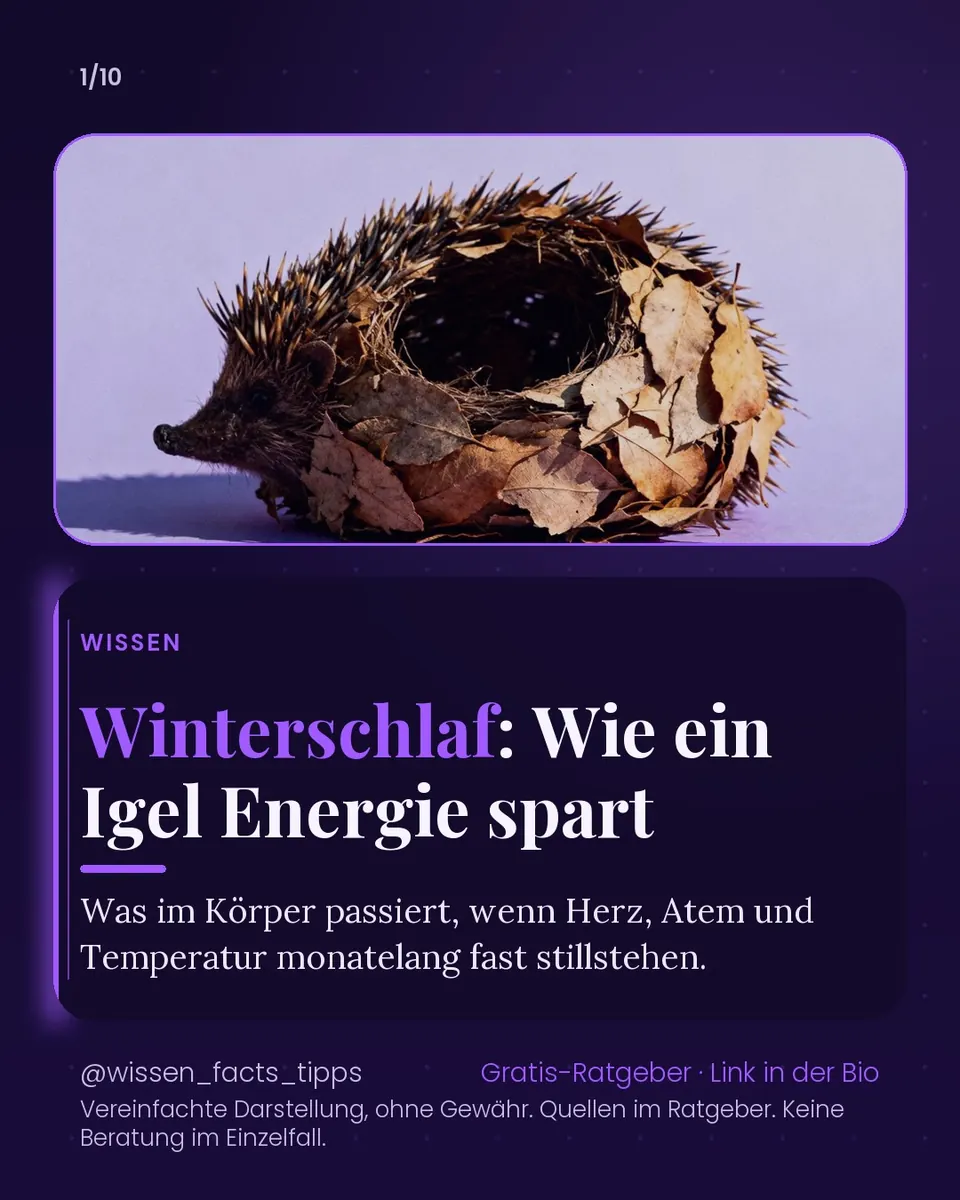 1/10
WISSEN
Winterschlaf: Wie ein
Igel Energie spart
Was im Körper passiert, wenn Herz, Atem und
Temperatur monatelang fast stillstehen.
@wissen_facts_tipps
Gratis-Ratgeber · Link in der Bio
Vereinfachte Darstellung, ohne Gewähr. Quellen im Ratgeber. Keine
Beratung im Einzelfall.